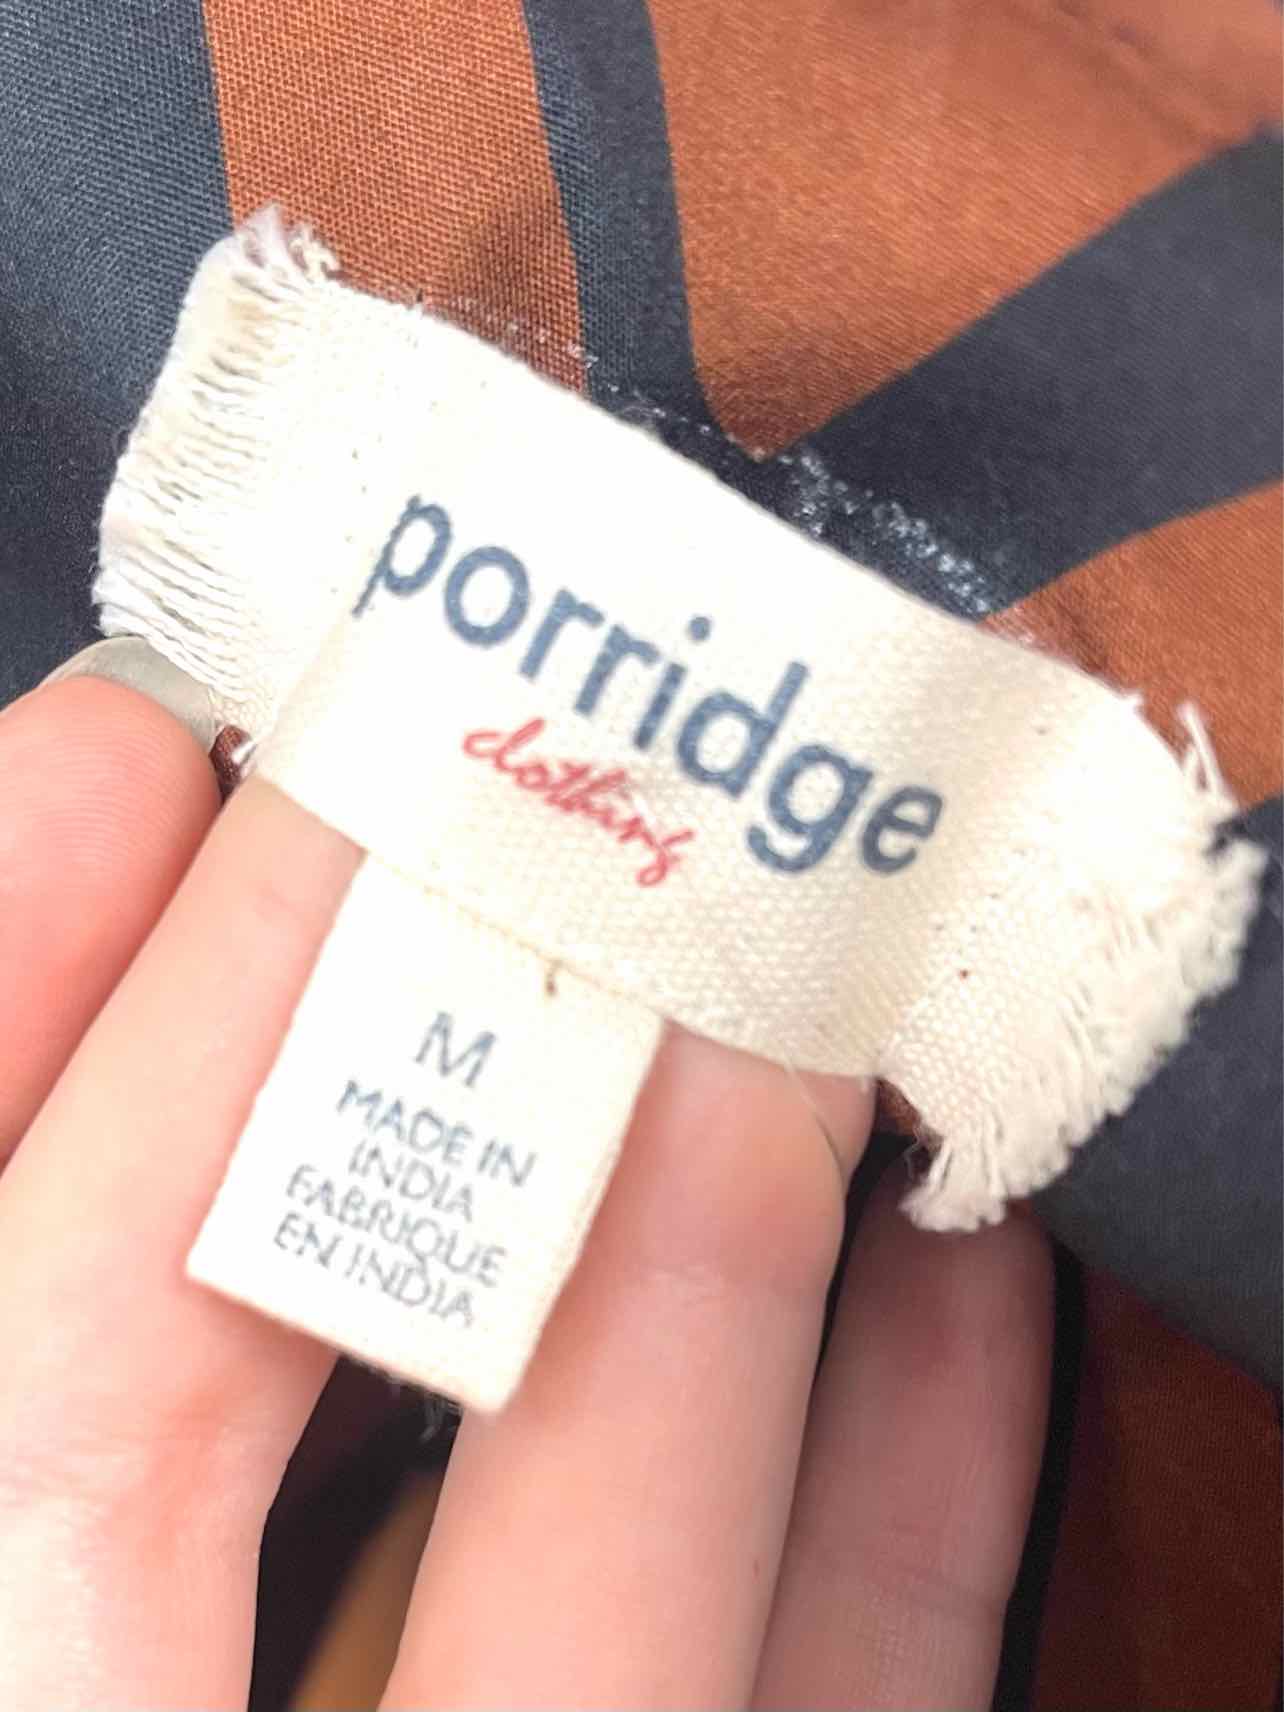 porridge
clothing
M
MADE IN
INDIA
FABRIQUE
EN INDIA